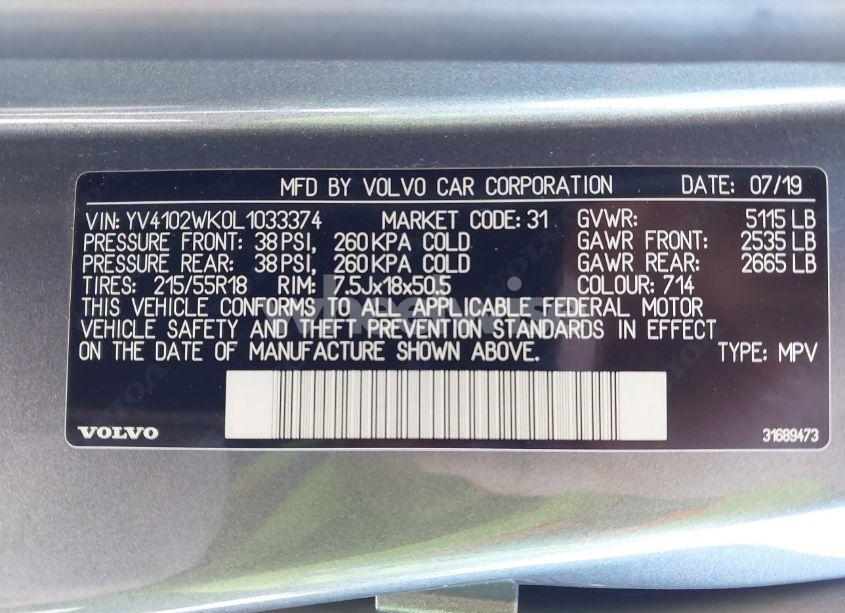 MFD BY VOLVO CAR CORPORATION DATE: 07/19
VIN: YV4102WK0L1033374 MARKET CODE: 31 GVWR: 5115 LB
PRESSURE FRONT: 38 PSI, 260 KPA COLD GAWR FRONT: 2535 LB
PRESSURE REAR: 38 PSI, 260 KPA COLD GAWR REAR: 2665 LB
TIRES: 215/55R18 RIM: 7.5Jx18x50.5 COLOUR: 714
THIS VEHICLE CONFORMS TO ALL APPLICABLE FEDERAL MOTOR
VEHICLE SAFETY AND THEFT PREVENTION STANDARDS IN EFFECT
ON THE DATE OF MANUFACTURE SHOWN ABOVE. TYPE: MPV
VOLVO 31689473